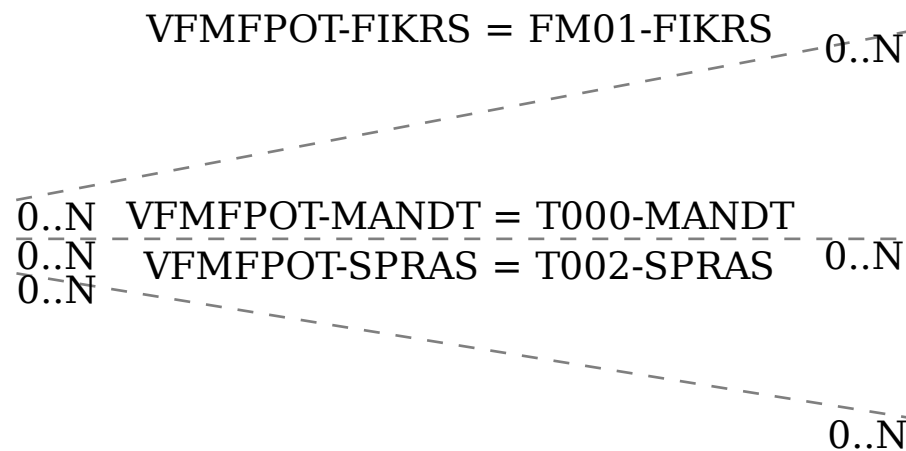 VFMFPOT-FIKRS = FM01-FIKRS
0..N
0..N
VFMFPOT-MANDT = T000-MANDT
0..N
VFMFPOT-SPRAS = T002-SPRAS
0..N
0..N
0..N